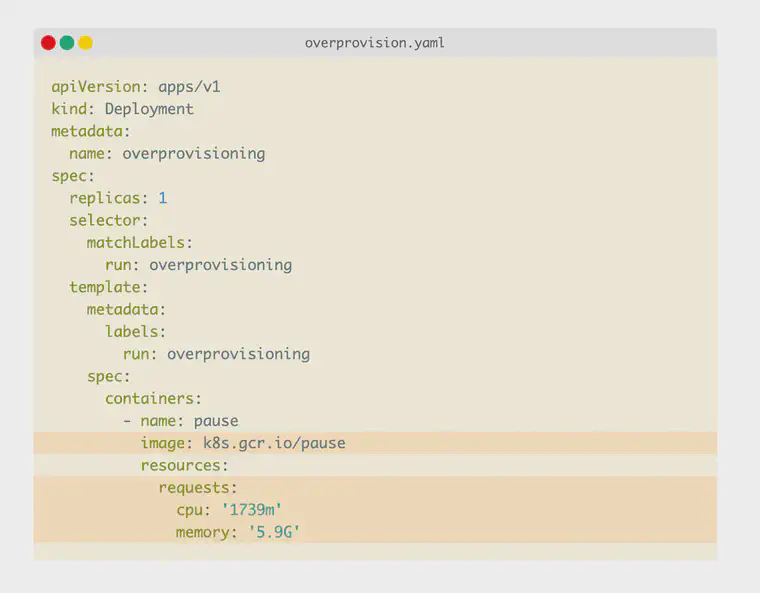 overprovision.yaml
apiVersion: apps/v1
kind: Deployment
metadata:
  name: overprovisioning
spec:
  replicas: 1
  selector:
    matchLabels:
      run: overprovisioning
  template:
    metadata:
      labels:
        run: overprovisioning
    spec:
      containers:
        - name: pause
          image: k8s.gcr.io/pause
          resources:
            requests:
              cpu: '1739m'
              memory: '5.9G'